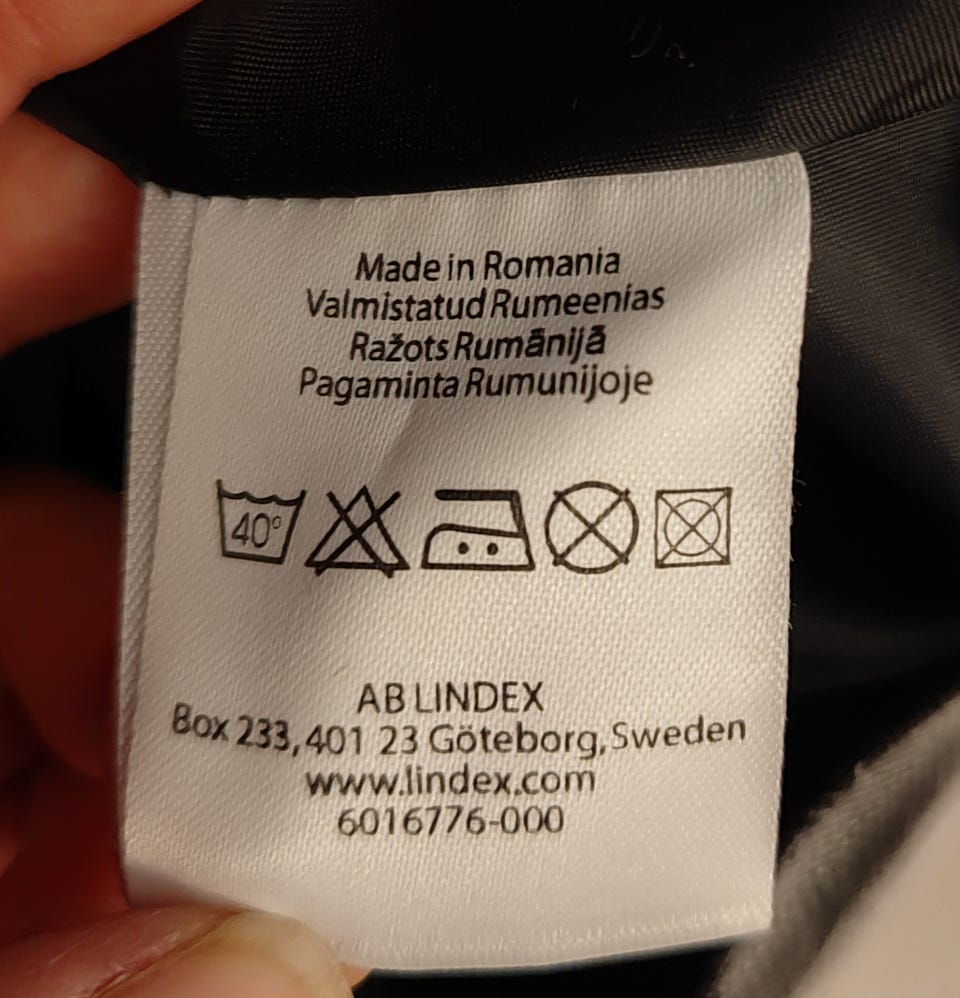 Made in Romania
Valmistatud Rumeenias
Ražots Rumānijā
Pagaminta Rumunijoje
40°
AB LINDEX
Box 233, 401 23 Göteborg, Sweden
www.lindex.com
6016776-000